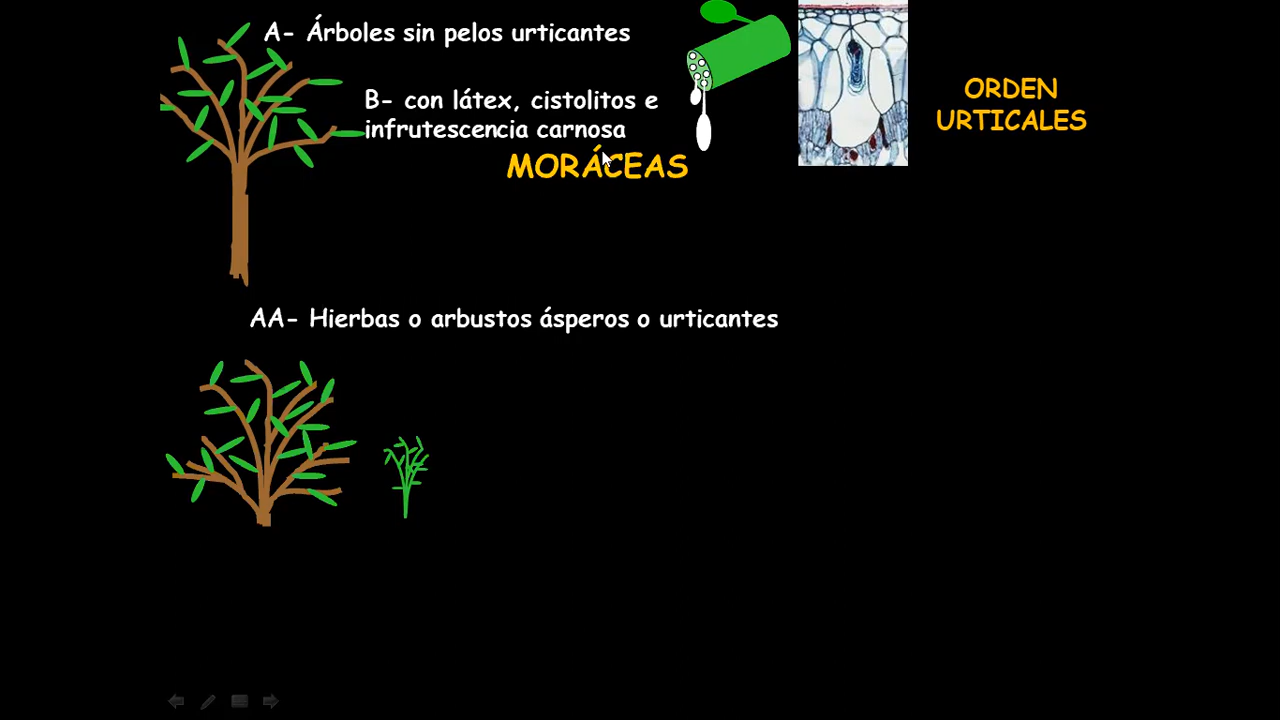 A- Árboles sin pelos urticantes
B- con látex, cistolitos e
infrutescencia carnosa
MORÁCEAS
ORDEN
URTICALES
AA- Hierbas o arbustos ásperos o urticantes